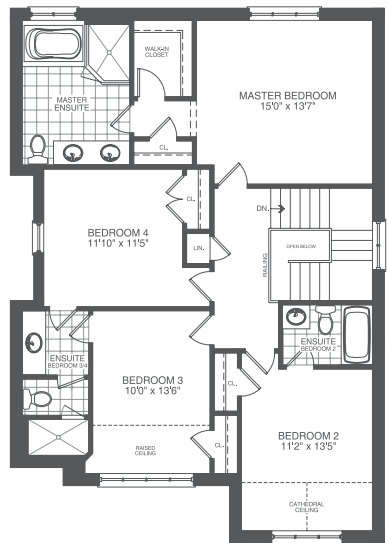 WALK-IN
CLOSET
MASTER BEDROOM
15'0" x 13'7"
MASTER
ENSUITE
CL.
CL.
DN.
BEDROOM 4
11'10" x 11'5"
LIN.
OPEN BELOW
RAILING
ENSUITE
BEDROOM 2
ENSUITE
BEDROOM 3/4
BEDROOM 3
10'0" x 13'6"
CL.
RAISED
CEILING
CL.
BEDROOM 2
11'2" x 13'5"
CATHEDRAL
CEILING